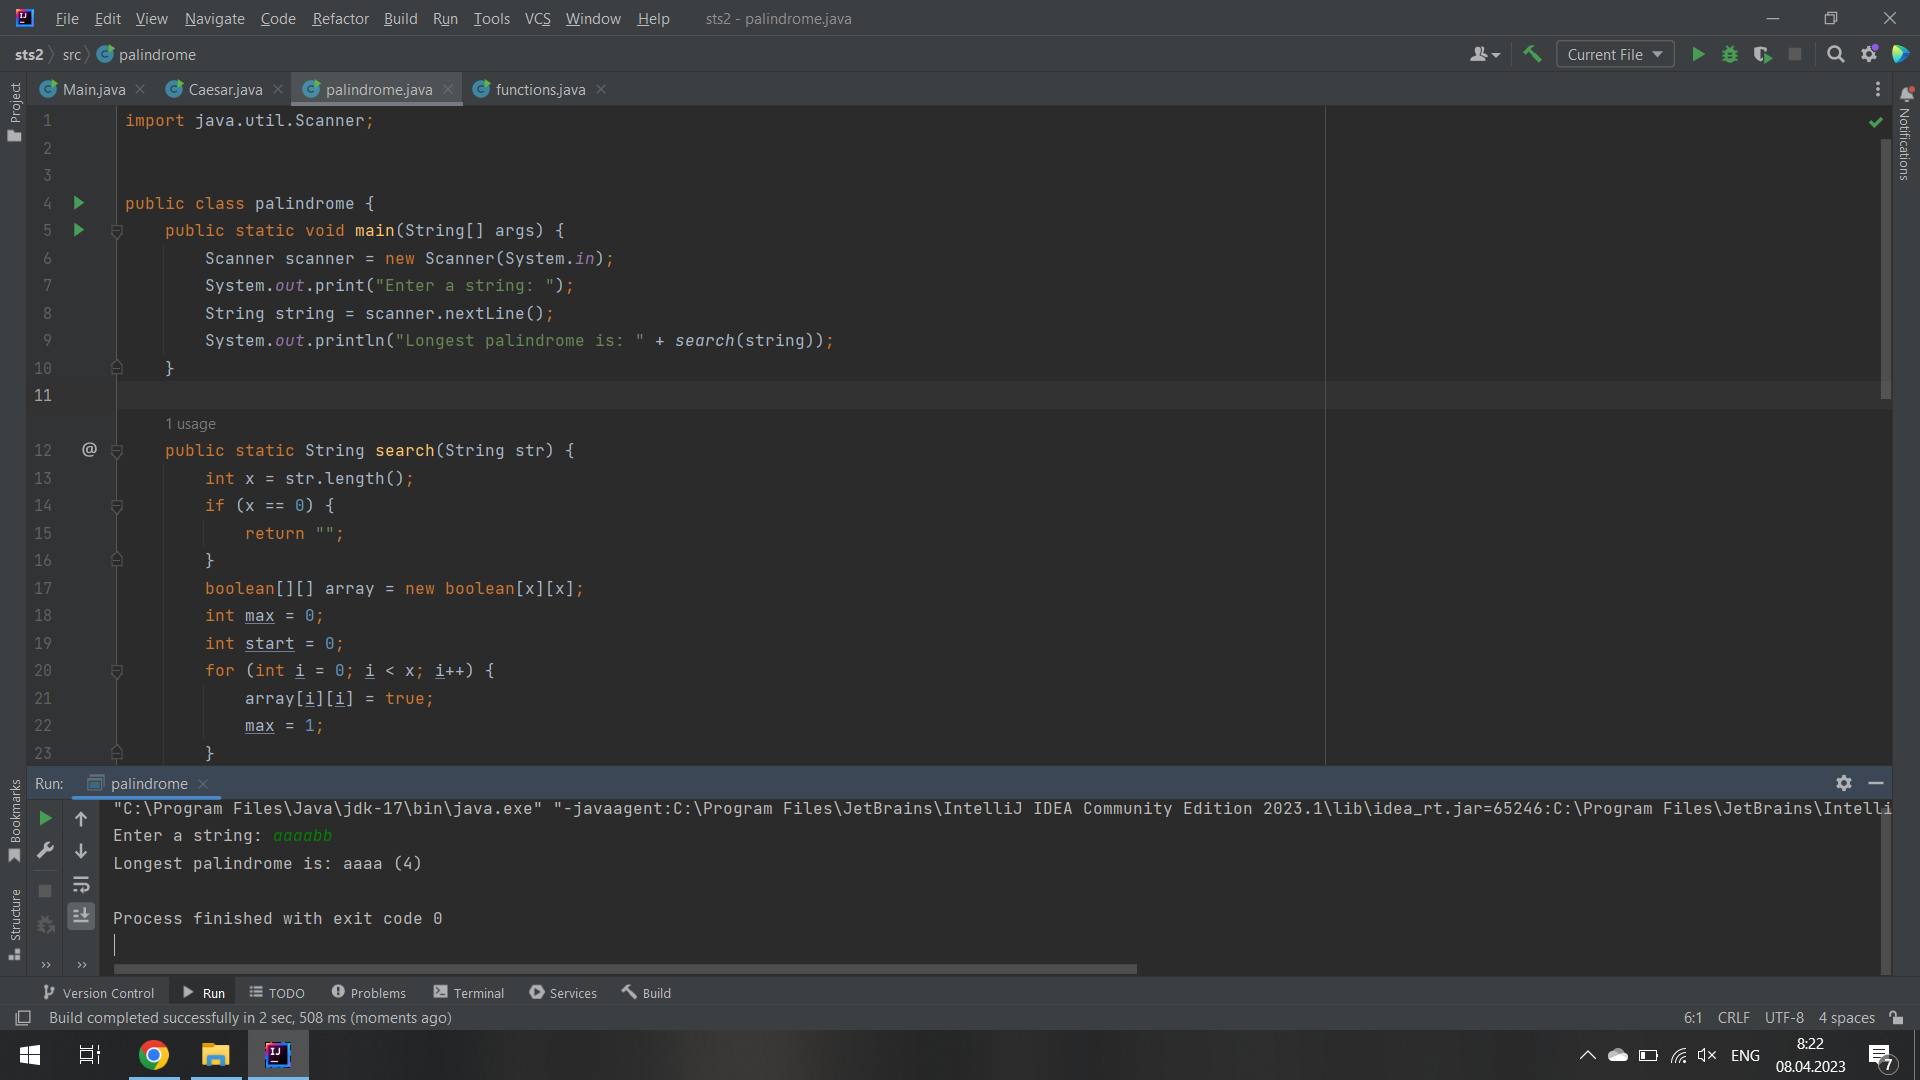 File Edit View Navigate Code Refactor Build Run Tools VCS Window Help sts2 - palindrome.java
sts2 src palindrome Current File
Main.java Caesar.java palindrome.java functions.java
Project
Notifications
1 import java.util.Scanner;
2
3
4 public class palindrome {
5 public static void main(String[] args) {
6 Scanner scanner = new Scanner(System.in);
7 System.out.print("Enter a string: ");
8 String string = scanner.nextLine();
9 System.out.println("Longest palindrome is: " + search(string));
10 }
11
1 usage
12 @ public static String search(String str) {
13 int x = str.length();
14 if (x == 0) {
15 return "";
16 }
17 boolean[][] array = new boolean[x][x];
18 int max = 0;
19 int start = 0;
20 for (int i = 0; i < x; i++) {
21 array[i][i] = true;
22 max = 1;
23 }
Run: palindrome
Bookmarks
Structure
"C:\Program Files\Java\jdk-17\bin\java.exe" "-javaagent:C:\Program Files\JetBrains\IntelliJ IDEA Community Edition 2023.1\lib\idea_rt.jar=65246:C:\Program Files\JetBrains\Intelli
Enter a string: aaaabb
Longest palindrome is: aaaa (4)
Process finished with exit code 0
Version Control Run TODO Problems Terminal Services Build
Build completed successfully in 2 sec, 508 ms (moments ago) 6:1 CRLF UTF-8 4 spaces
ENG
8:22
08.04.2023
7